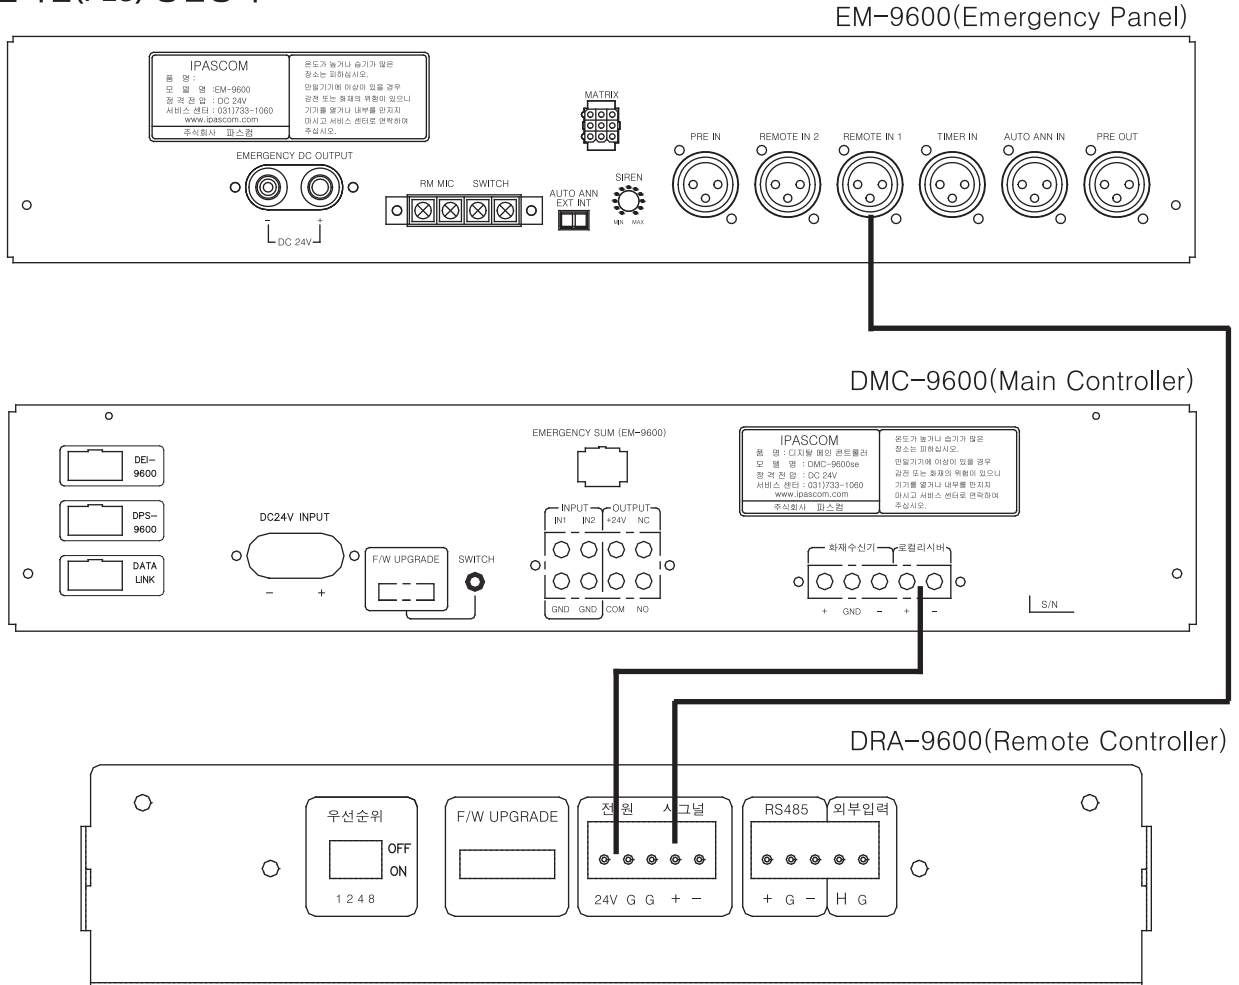 EM-9600(Emergency Panel)
IPASCOM
품 명 :
모 델 명 :EM-9600
정 격 전 압 : DC 24V
서비스 센터 : 031)733-1060
www.ipascom.com
주식회사 파스컴
온도가 높거나 습기가 많은
장소는 피하십시오.
만일기기에 이상이 있을 경우
감전 또는 화재의 위험이 있으니
기기를 열거나 내부를 만지지
마시고 서비스 센터로 연락하여
주십시오.
EMERGENCY DC OUTPUT
- +
DC 24V
RM MIC SWITCH
AUTO ANN
EXT INT
MATRIX
SIREN
MIN MAX
PRE IN
REMOTE IN 2
REMOTE IN 1
TIMER IN
AUTO ANN IN
PRE OUT
DMC-9600(Main Controller)
DEI-
9600
DPS-
9600
DATA
LINK
DC24V INPUT
- +
F/W UPGRADE
SWITCH
EMERGENCY SUM (EM-9600)
INPUT OUTPUT
IN1 IN2 +24V NC
GND GND COM NO
IPASCOM
품 명 : 디지탈 메인 콘트롤러
모 델 명 : DMC-9600se
정 격 전 압 : DC 24V
서비스 센터 : 031)733-1060
www.ipascom.com
주식회사 파스컴
온도가 높거나 습기가 많은
장소는 피하십시오.
만일기기에 이상이 있을 경우
감전 또는 화재의 위험이 있으니
기기를 열거나 내부를 만지지
마시고 서비스 센터로 연락하여
주십시오.
화재수신기 로컬리시버
+ GND - + -
S/N
DRA-9600(Remote Controller)
우선순위
OFF
ON
1 2 4 8
F/W UPGRADE
전 원 시그널
24V G G + -
RS485 외부입력
+ G - H G